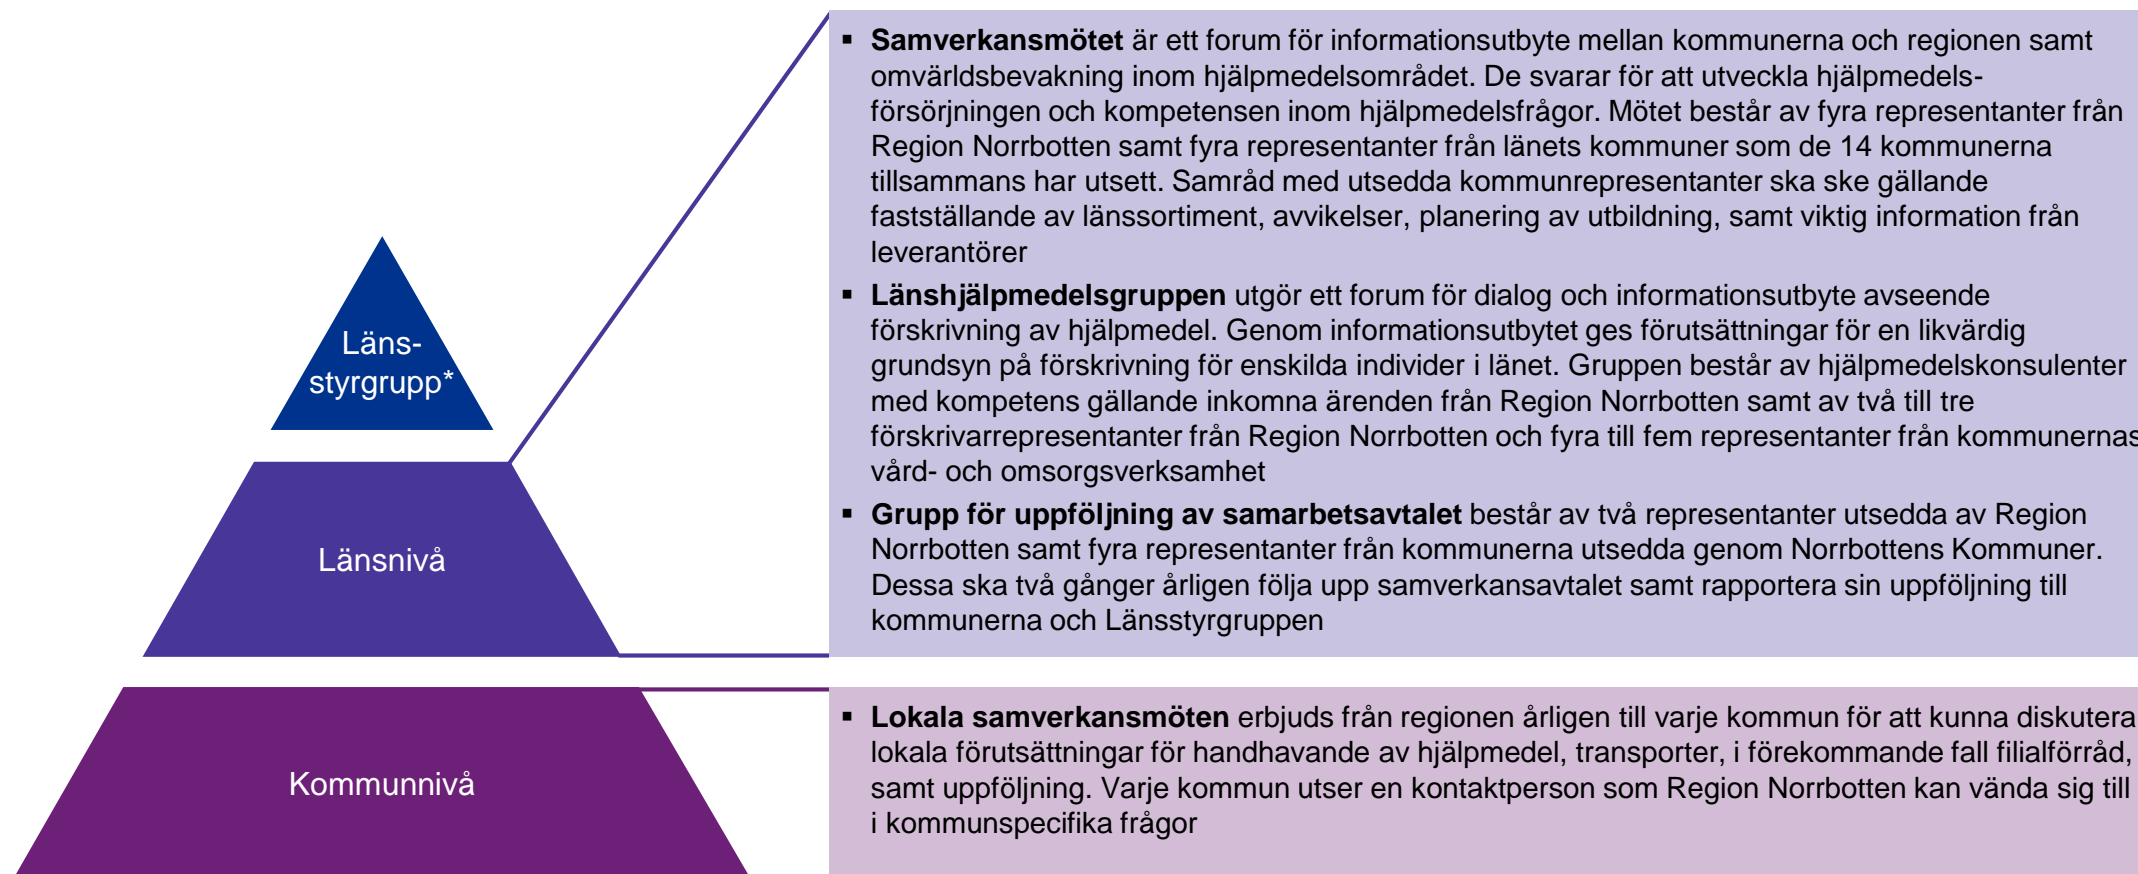 ▪ Samverkansmötet är ett forum för informationsutbyte mellan kommunerna och regionen samt
omvärldsbevakning inom hjälpmedelsområdet. De svarar för att utveckla hjälpmedels-
försörjningen och kompetensen inom hjälpmedelsfrågor. Mötet består av fyra representanter från
Region Norrbotten samt fyra representanter från länets kommuner som de 14 kommunerna
tillsammans har utsett. Samråd med utsedda kommunrepresentanter ska ske gällande
fastställande av länssortiment, avvikelser, planering av utbildning, samt viktig information från
leverantörer
▪ Länshjälpmedelsgruppen utgör ett forum för dialog och informationsutbyte avseende
förskrivning av hjälpmedel. Genom informationsutbytet ges förutsättningar för en likvärdig
grundsyn på förskrivning för enskilda individer i länet. Gruppen består av hjälpmedelskonsulenter
med kompetens gällande inkomna ärenden från Region Norrbotten samt av två till tre
förskrivarrepresentanter från Region Norrbotten och fyra till fem representanter från kommunernas
vård- och omsorgsverksamhet
▪ Grupp för uppföljning av samarbetsavtalet består av två representanter utsedda av Region
Norrbotten samt fyra representanter från kommunerna utsedda genom Norrbottens Kommuner.
Dessa ska två gånger årligen följa upp samverkansavtalet samt rapportera sin uppföljning till
kommunerna och Länsstyrgruppen
Läns-
styrgrupp*
Länsnivå
Kommunnivå
▪ Lokala samverkansmöten erbjuds från regionen årligen till varje kommun för att kunna diskutera
lokala förutsättningar för handhavande av hjälpmedel, transporter, i förekommande fall filialförråd,
samt uppföljning. Varje kommun utser en kontaktperson som Region Norrbotten kan vända sig till
i kommunspecifika frågor